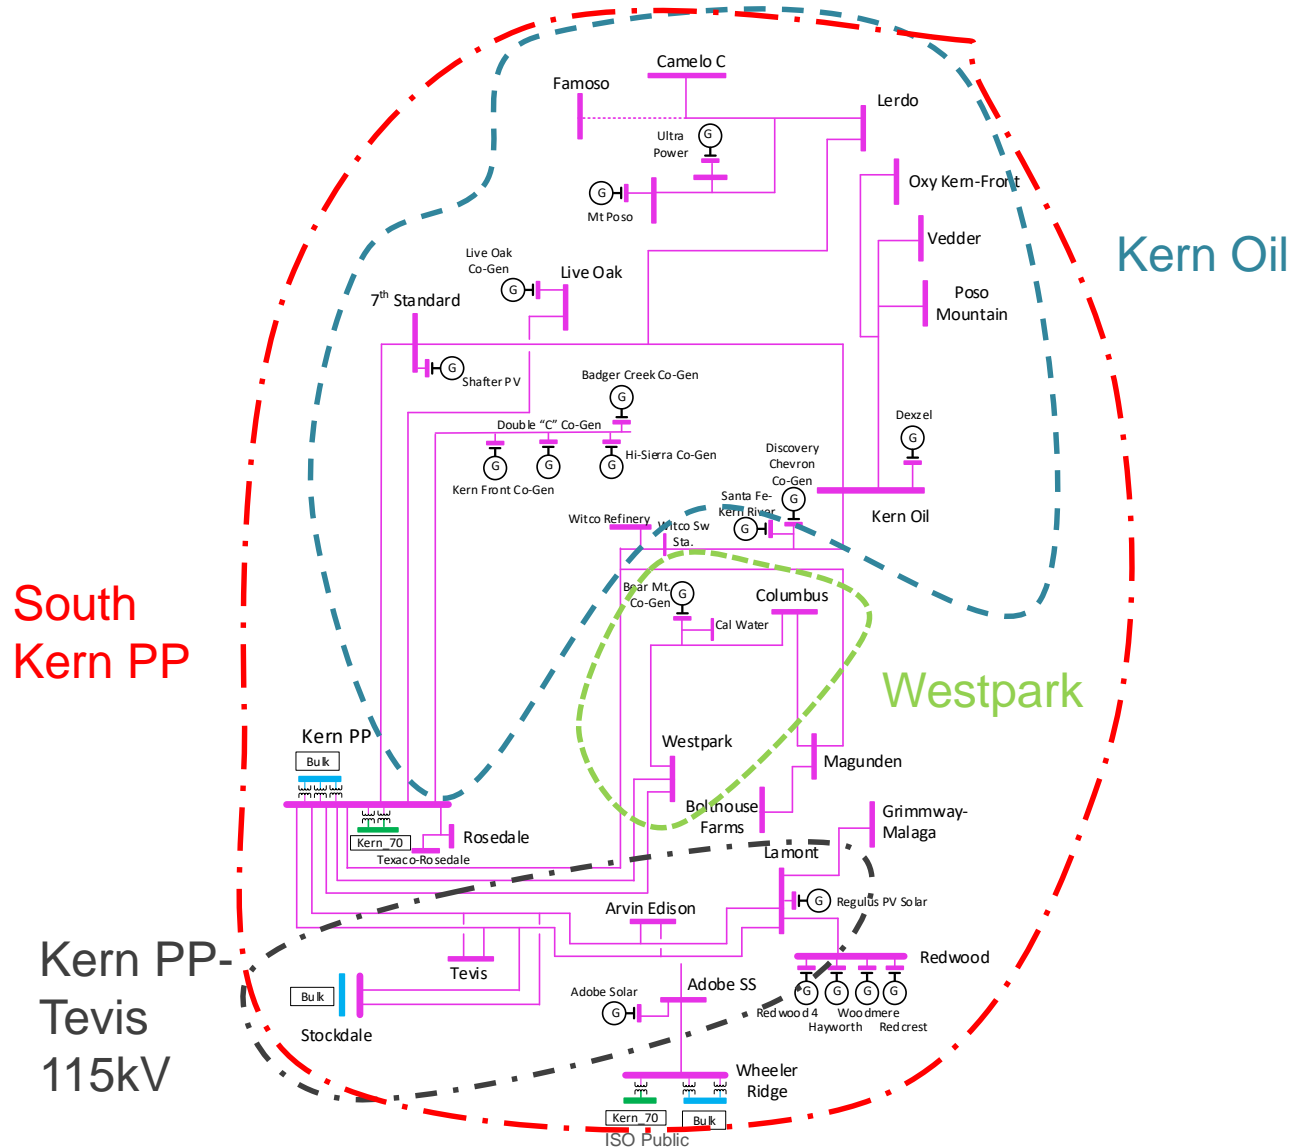 Camelo C
Famoso
Lerdo
Ultra
Power
G
Oxy Kern-Front
G
Mt Poso
Vedder
Kern Oil
Live Oak
Co-Gen
Live Oak
G
7th Standard
Poso
Mountain
G
Shafter PV
Badger Creek Co-Gen
G
Double "C" Co-Gen
Dexzel
G
Hi-Sierra Co-Gen
G
G
G
Kern Front Co-Gen
Discovery
Chevron
Co-Gen
G
Santa Fe-
Kern River
G
Kern Oil
Witco Refinery
Witco Sw
Sta.
South
Kern PP
Bear Mt.
Co-Gen
G
Columbus
Cal Water
Westpark
Kern PP
Bulk
Westpark
Magunden
Bolthouse
Farms
Grimmway-
Malaga
Rosedale
Kern_70
Texaco-Rosedale
Lamont
G
Regulus PV Solar
Arvin Edison
Kern PP-
Tevis
115kV
Tevis
Redwood
Bulk
Stockdale
Adobe SS
Adobe Solar
G
G
G
G
G
Redwood 4
Woodmere
Hayworth
Redcrest
Wheeler
Ridge
Kern_70
Bulk
ISO Public